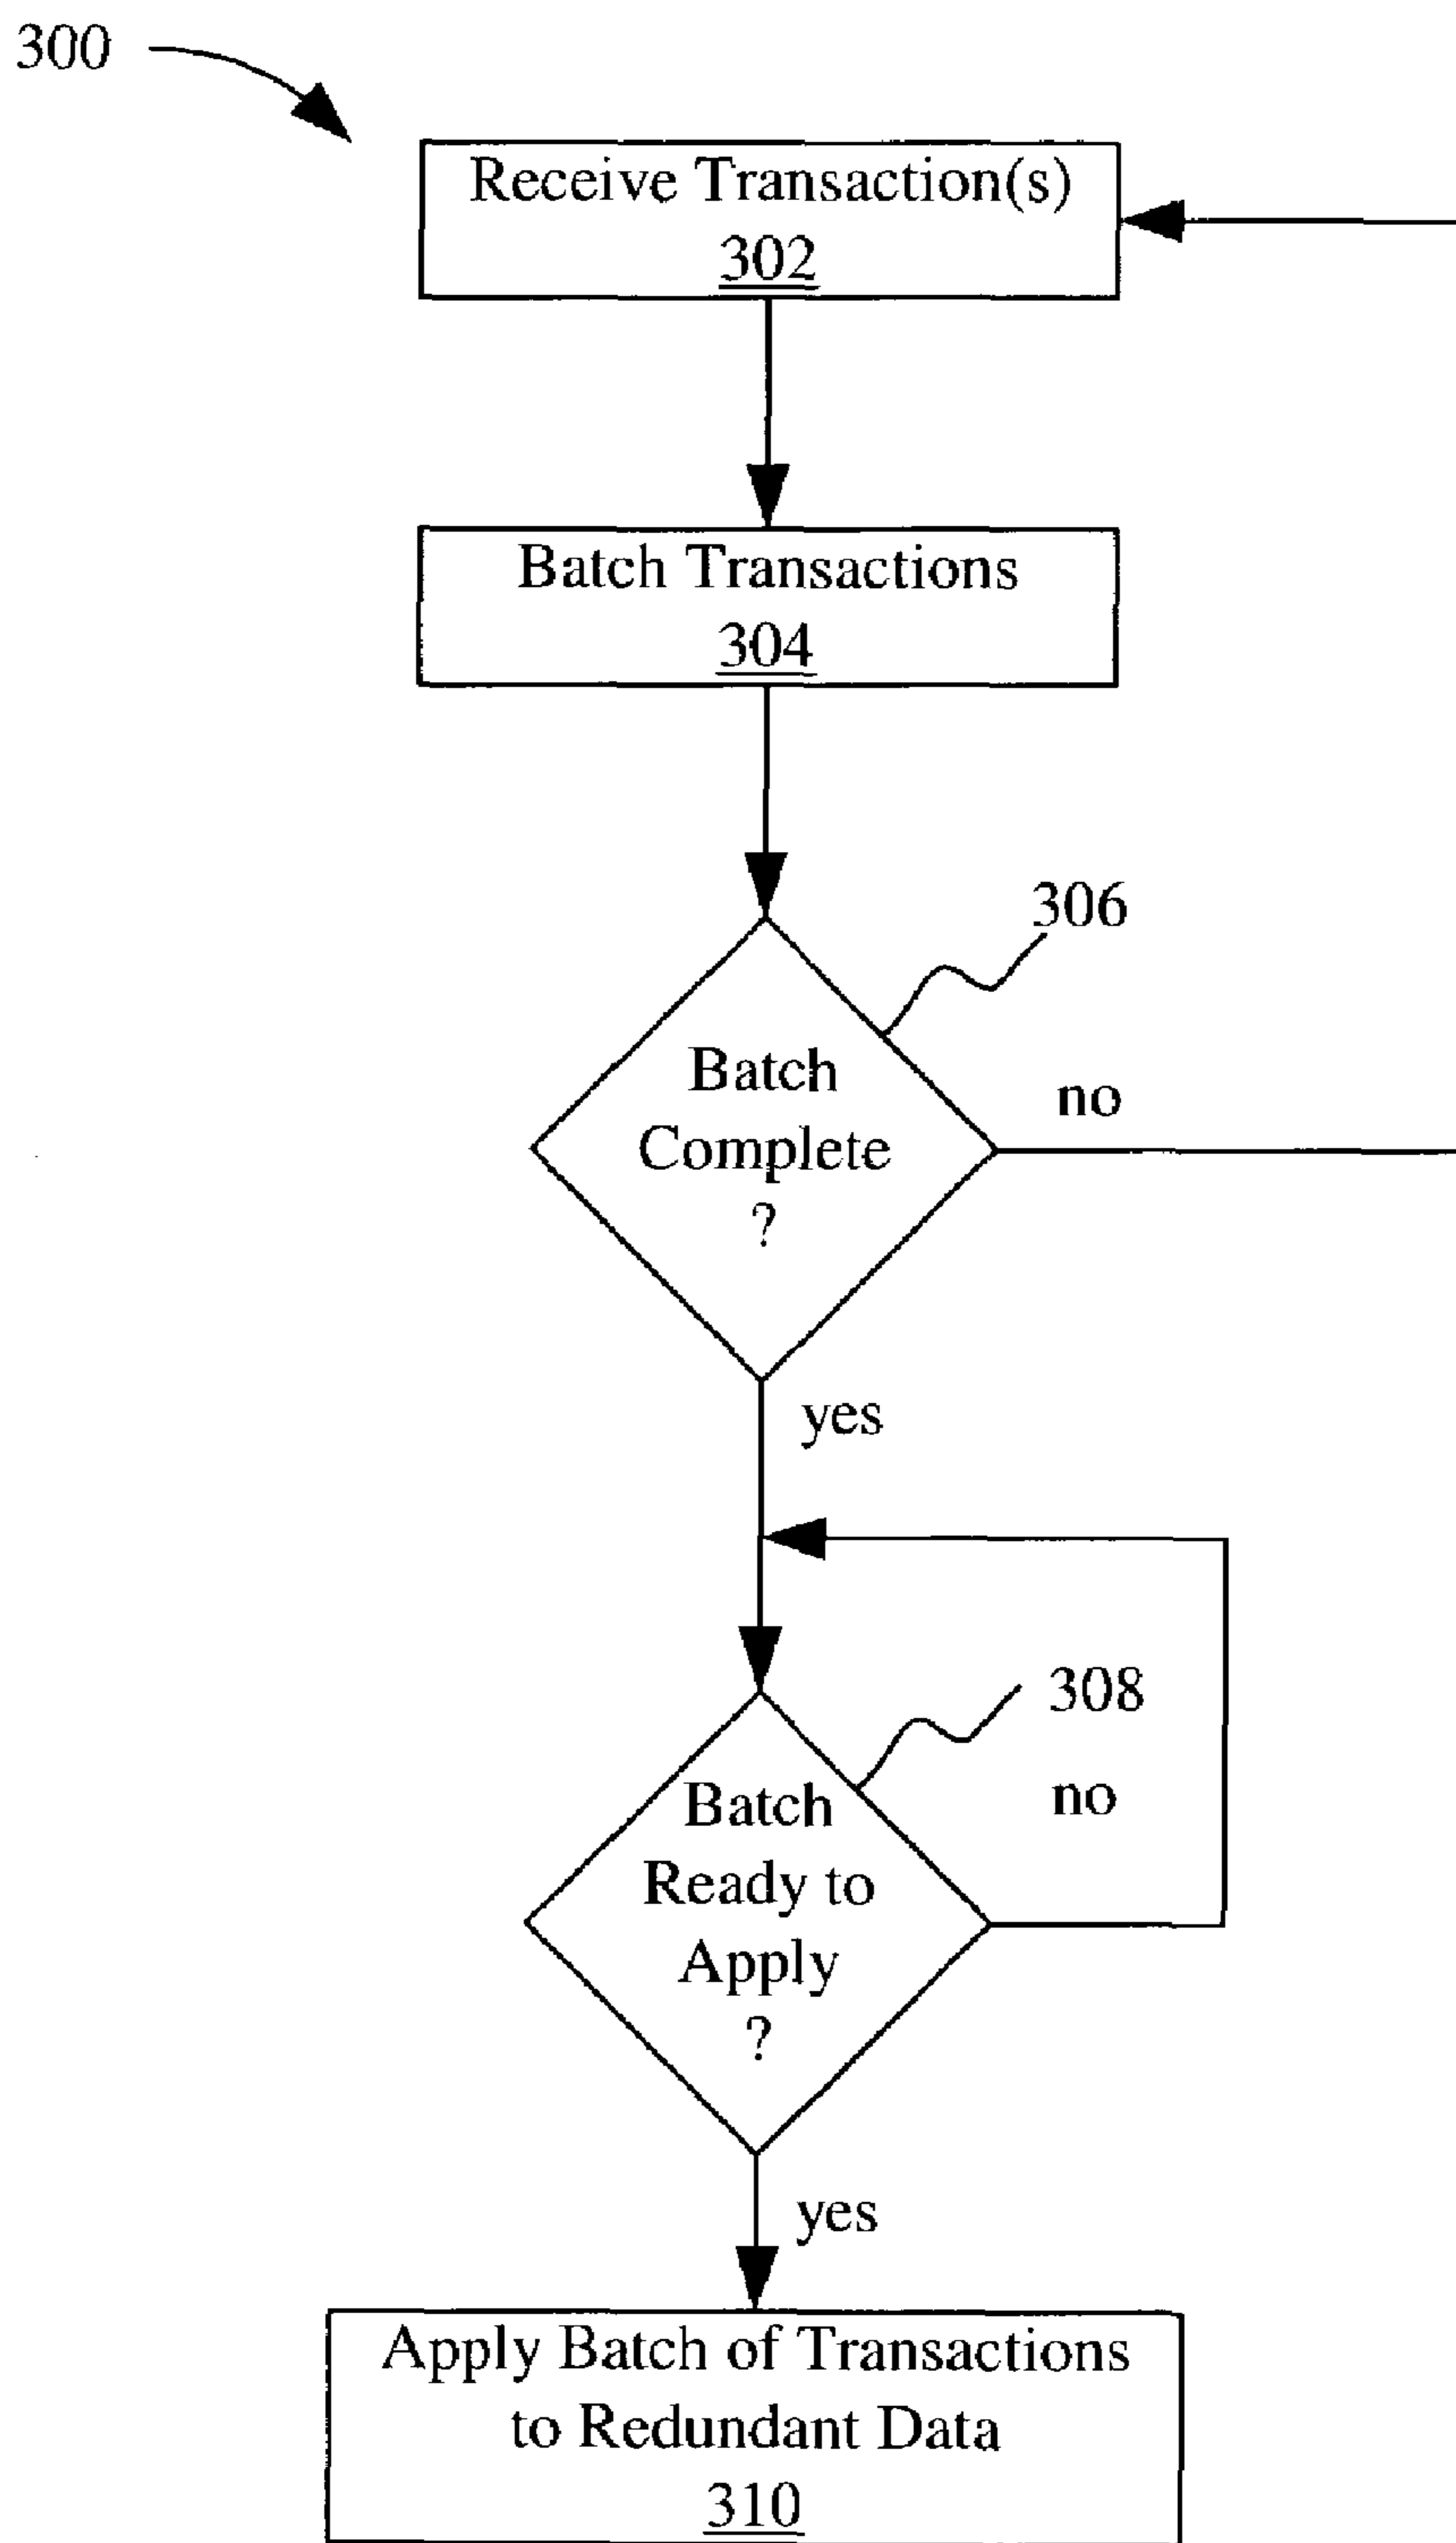 300
Receive Transaction(s)
302
Batch Transactions
304
306
Batch
Complete
?
no
yes
308
no
Batch
Ready to
Apply
?
yes
Apply Batch of Transactions
to Redundant Data
310